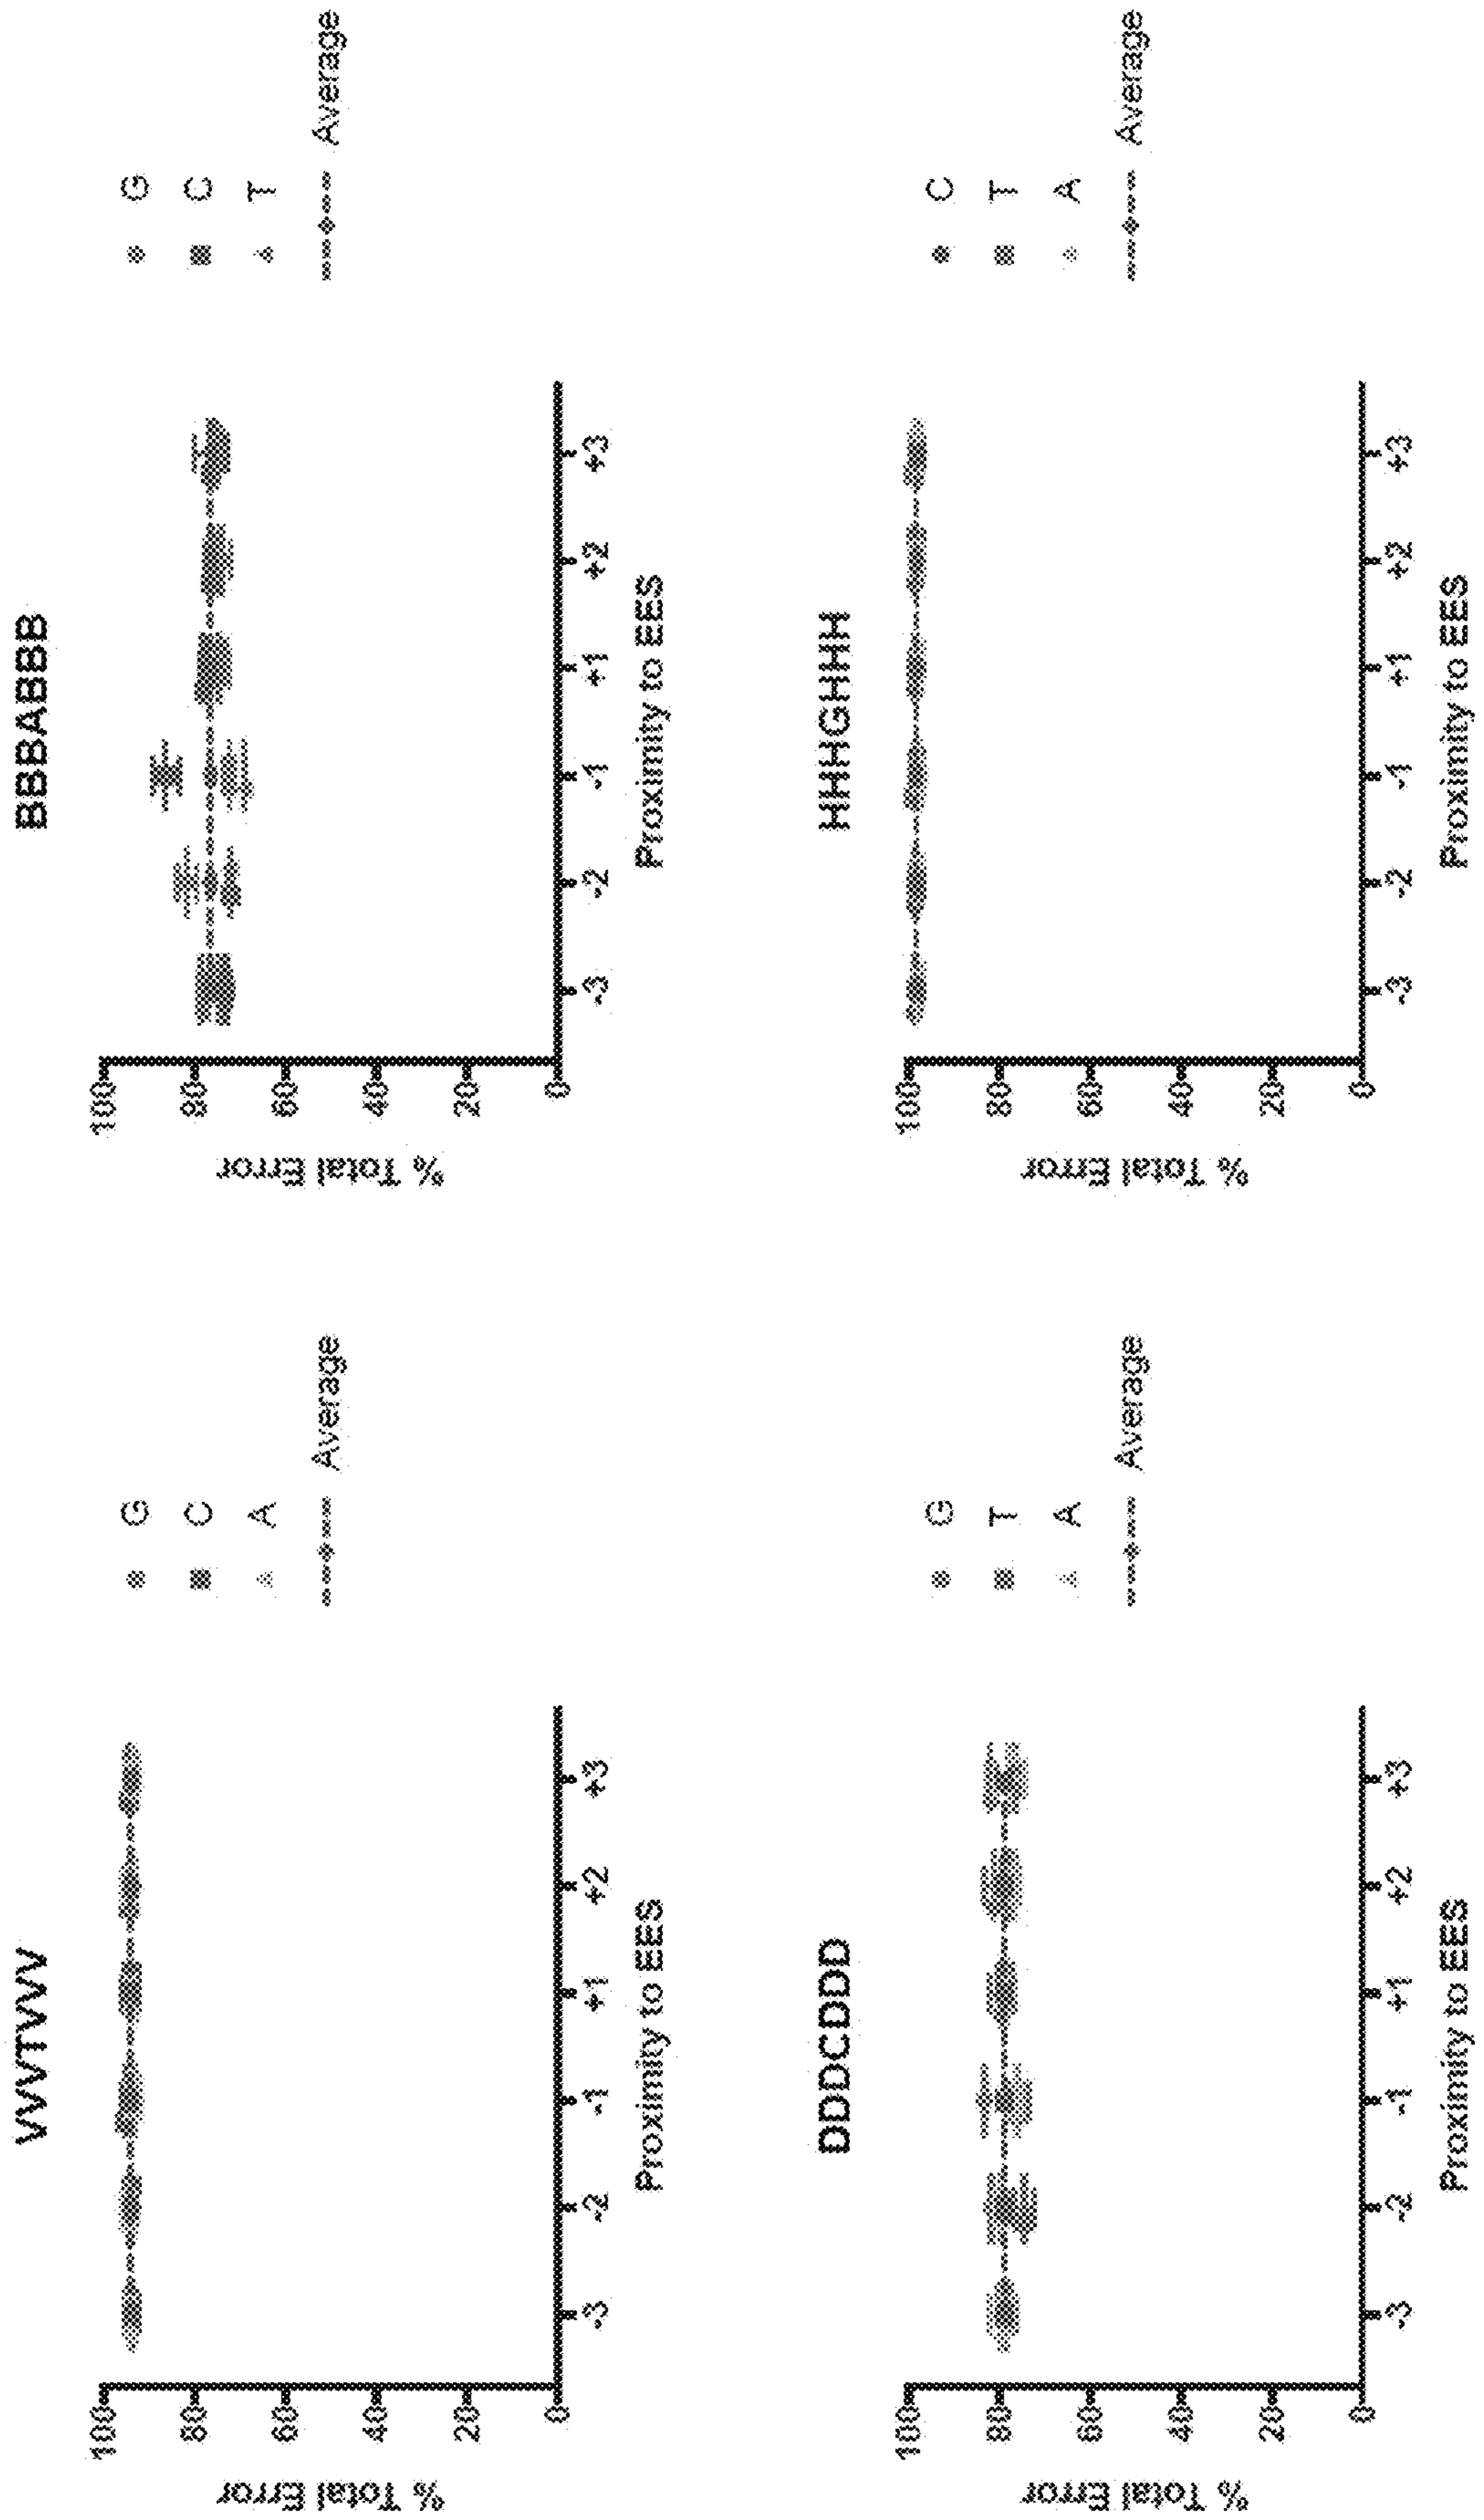 VVVTVVV
% Total Error
100
80
60
40
20
0
-3 -2 -1 +1 +2 +3
Proximity to EES
G
C
A
Average
BBBABBB
% Total Error
100
80
60
40
20
0
-3 -2 -1 +1 +2 +3
Proximity to EES
G
C
T
Average
DDDCDDD
% Total Error
100
80
60
40
20
0
-3 -2 -1 +1 +2 +3
Proximity to EES
G
T
A
Average
HHHGHHH
% Total Error
100
80
60
40
20
0
-3 -2 -1 +1 +2 +3
Proximity to EES
C
T
A
Average